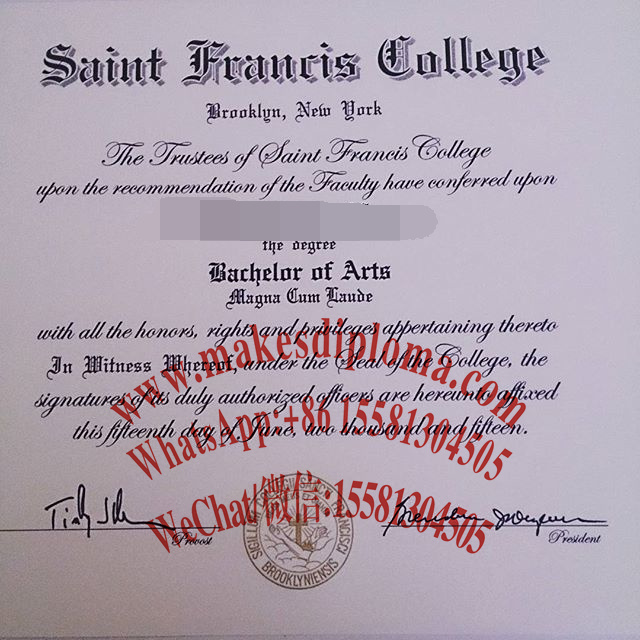 Saint Francis College
Brooklyn, New York
The Trustees of Saint Francis College
upon the recommendation of the Faculty have conferred upon
the degree
Bachelor of Arts
Magna Cum Laude
with all the honors, rights and privileges appertaining thereto
In Witness Whereof, under the Seal of the College, the
signatures of its duly authorized officers are hereunto affixed
this fifteenth day of June, two thousand and fifteen.
www.makesdiploma.com
WhatsApp:+86 15581304505
WeChat/微信:15581304505
Provost
President
BROOKLYNIENSIS